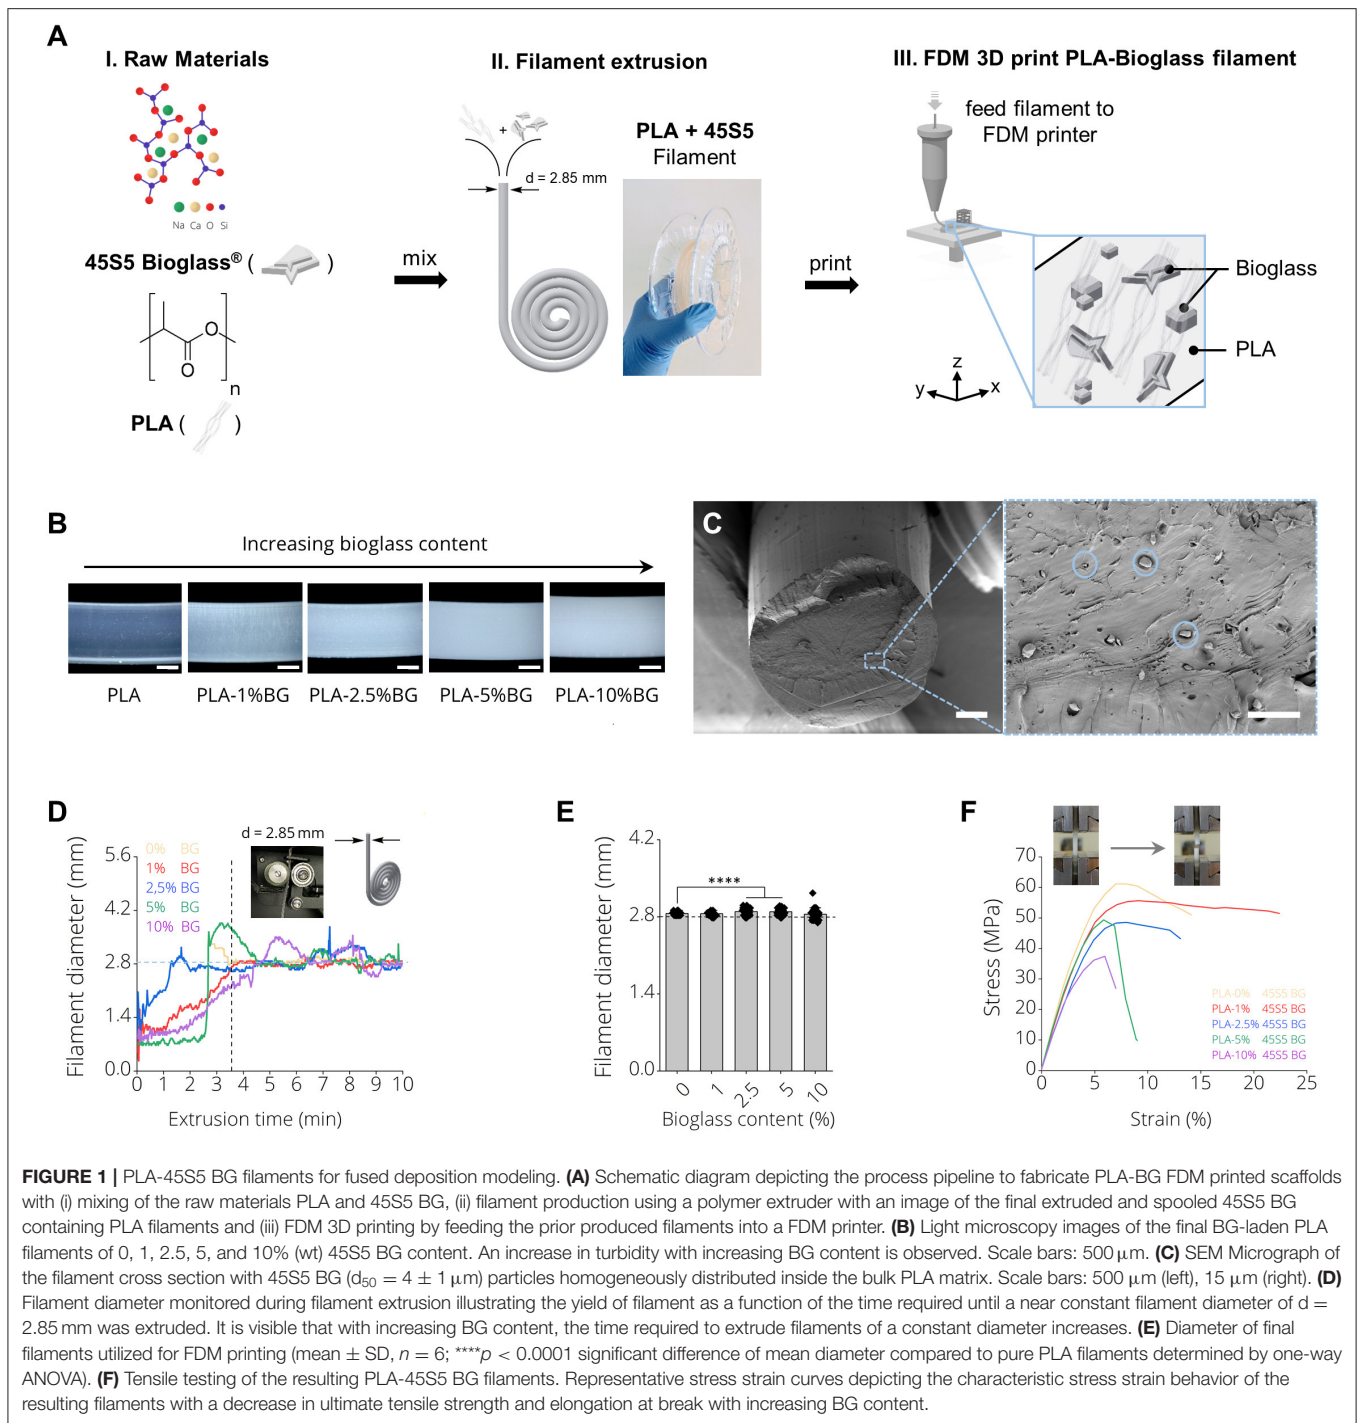 A
I. Raw Materials
Na Ca O Si
45S5 Bioglass® ( )
O
O
n
PLA ( )
mix
II. Filament extrusion
+
d = 2.85 mm
PLA + 45S5
Filament
print
III. FDM 3D print PLA-Bioglass filament
feed filament to
FDM printer
Bioglass
PLA
z
y
x
B
Increasing bioglass content
PLA
PLA-1%BG
PLA-2.5%BG
PLA-5%BG
PLA-10%BG
C
D
Filament diameter (mm)
5.6
4.2
2.8
1.4
0.0
0% BG
1% BG
2,5% BG
5% BG
10% BG
d = 2.85 mm
0 1 2 3 4 5 6 7 8 9 10
Extrusion time (min)
E
Filament diameter (mm)
4.2
2.8
1.4
0.0
****
0 1 2.5 5 10
Bioglass content (%)
F
Stress (MPa)
70
60
50
40
30
20
10
0
PLA-0% 45S5 BG
PLA-1% 45S5 BG
PLA-2.5% 45S5 BG
PLA-5% 45S5 BG
PLA-10% 45S5 BG
0 5 10 15 20 25
Strain (%)
FIGURE 1 | PLA-45S5 BG filaments for fused deposition modeling. (A) Schematic diagram depicting the process pipeline to fabricate PLA-BG FDM printed scaffolds
with (i) mixing of the raw materials PLA and 45S5 BG, (ii) filament production using a polymer extruder with an image of the final extruded and spooled 45S5 BG
containing PLA filaments and (iii) FDM 3D printing by feeding the prior produced filaments into a FDM printer. (B) Light microscopy images of the final BG-laden PLA
filaments of 0, 1, 2.5, 5, and 10% (wt) 45S5 BG content. An increase in turbidity with increasing BG content is observed. Scale bars: 500 μm. (C) SEM Micrograph of
the filament cross section with 45S5 BG (d50 = 4 ± 1 μm) particles homogeneously distributed inside the bulk PLA matrix. Scale bars: 500 μm (left), 15 μm (right). (D)
Filament diameter monitored during filament extrusion illustrating the yield of filament as a function of the time required until a near constant filament diameter of d =
2.85 mm was extruded. It is visible that with increasing BG content, the time required to extrude filaments of a constant diameter increases. (E) Diameter of final
filaments utilized for FDM printing (mean ± SD, n = 6; ****p < 0.0001 significant difference of mean diameter compared to pure PLA filaments determined by one-way
ANOVA). (F) Tensile testing of the resulting PLA-45S5 BG filaments. Representative stress strain curves depicting the characteristic stress strain behavior of the
resulting filaments with a decrease in ultimate tensile strength and elongation at break with increasing BG content.